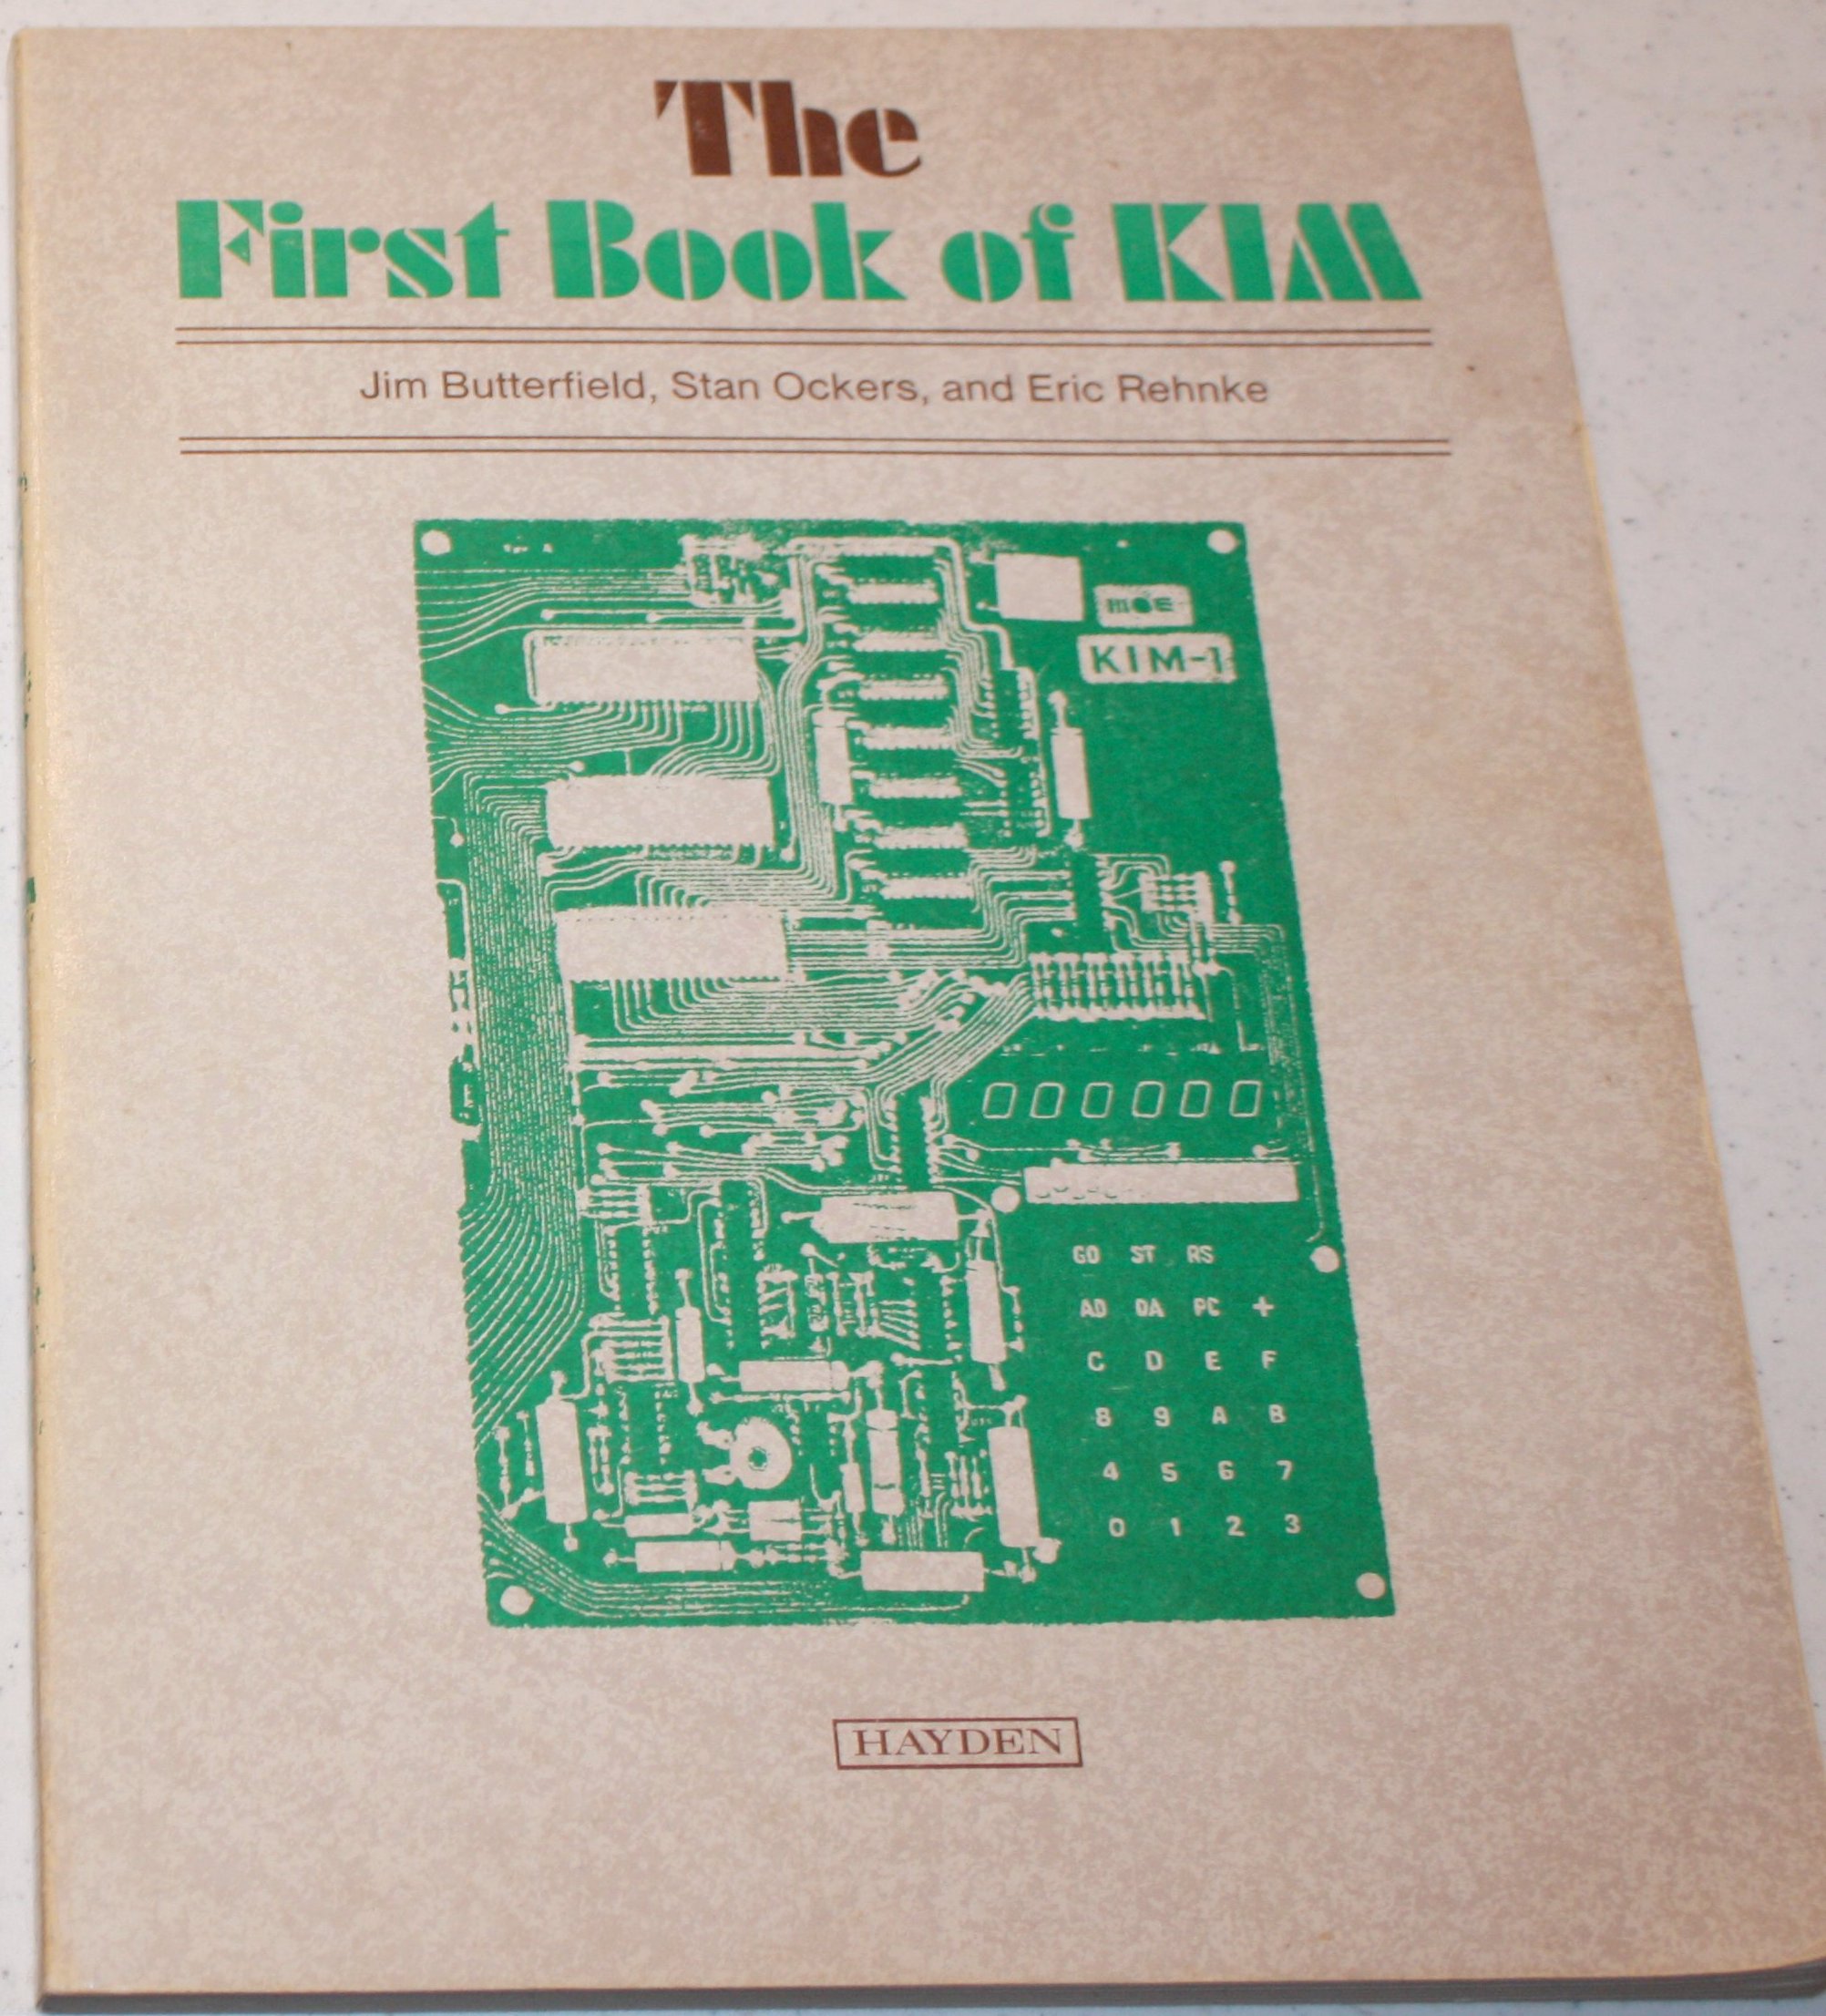 The
First Book of KIM
Jim Butterfield, Stan Ockers, and Eric Rehnke
KIM-1
GO ST RS
AD DA PC +
C D E F
8 9 A B
4 5 6 7
0 1 2 3
HAYDEN